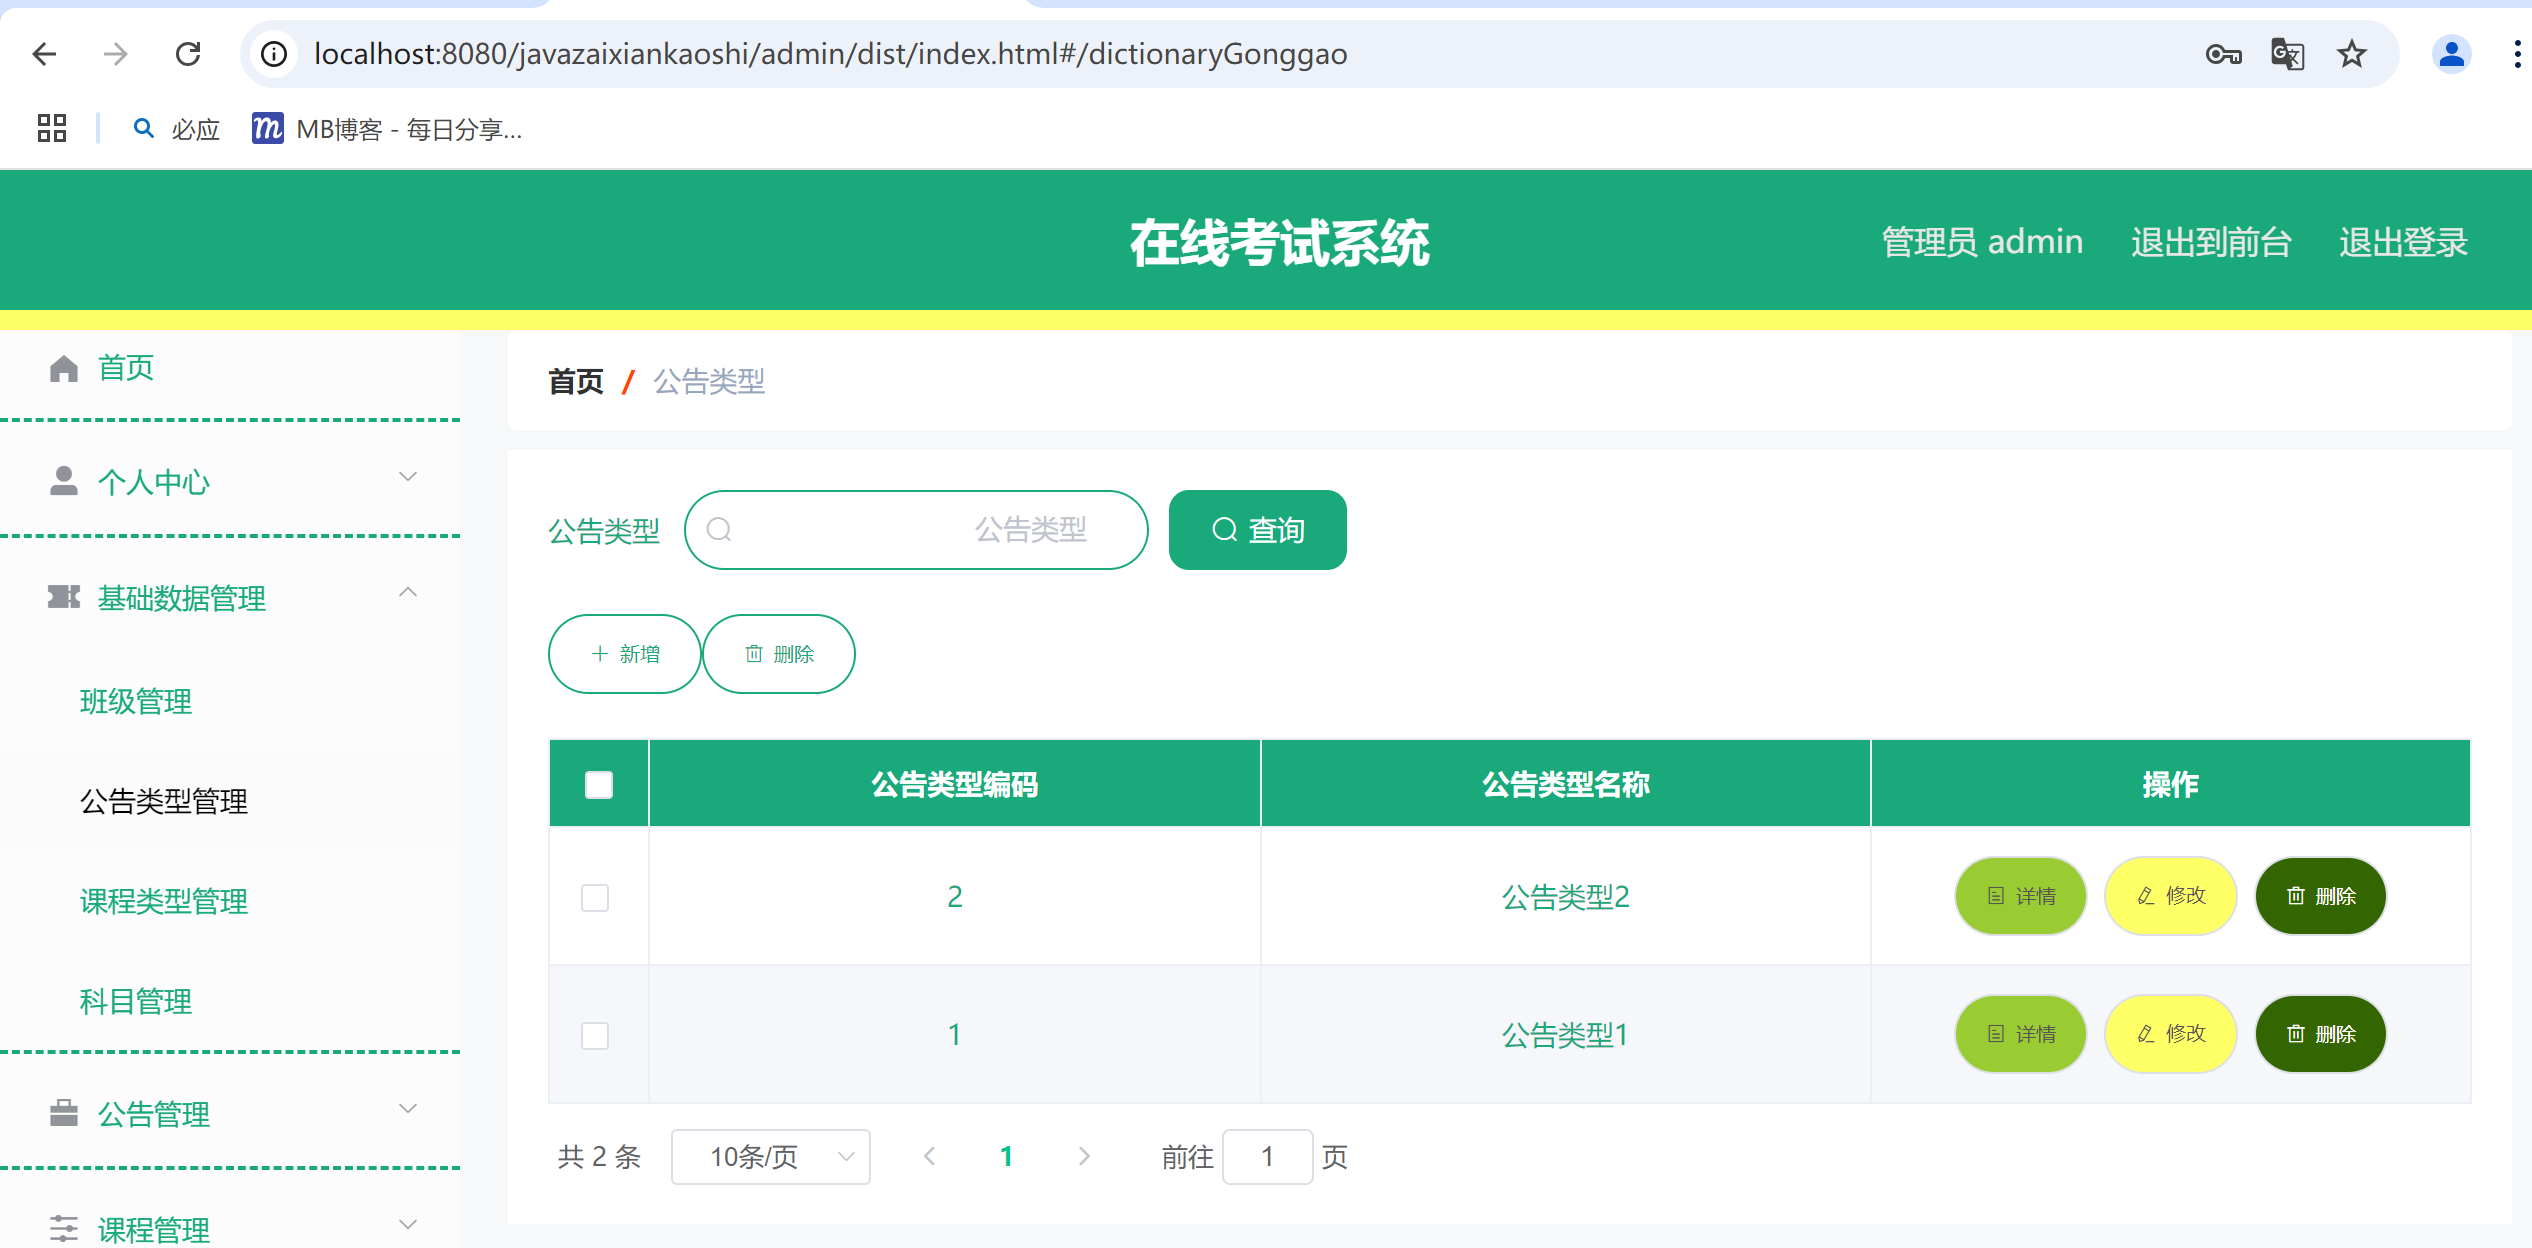 localhost:8080/javazaixiankaoshi/admin/dist/index.html#/dictionaryGonggao
必应 MB博客 - 每日分享...
在线考试系统
管理员 admin 退出到前台 退出登录
首页
个人中心
基础数据管理
班级管理
公告类型管理
课程类型管理
科目管理
公告管理
课程管理
首页 / 公告类型
公告类型 公告类型 查询
新增 删除
公告类型编码 公告类型名称 操作
2 公告类型2 详情 修改 删除
1 公告类型1 详情 修改 删除
共 2 条 10条/页 1 前往 1 页